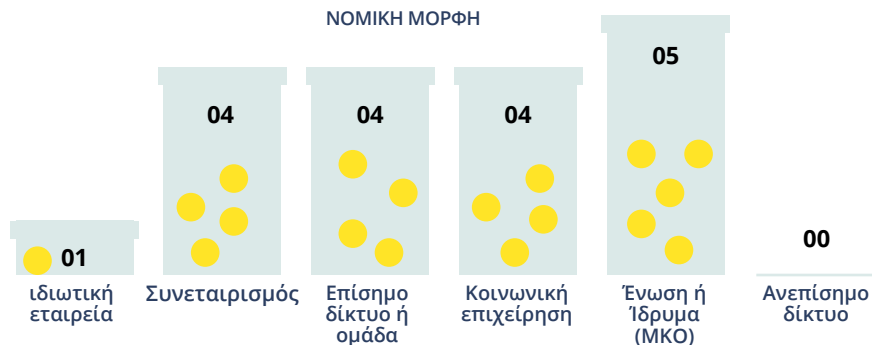 ΝΟΜΙΚΗ ΜΟΡΦΗ
01
04
04
04
05
00
ιδιωτική
εταιρεία
Συνεταιρισμός
Επίσημο
δίκτυο ή
ομάδα
Κοινωνική
επιχείρηση
Ένωση ή
Ίδρυμα
(ΜΚΟ)
Ανεπίσημο
δίκτυο